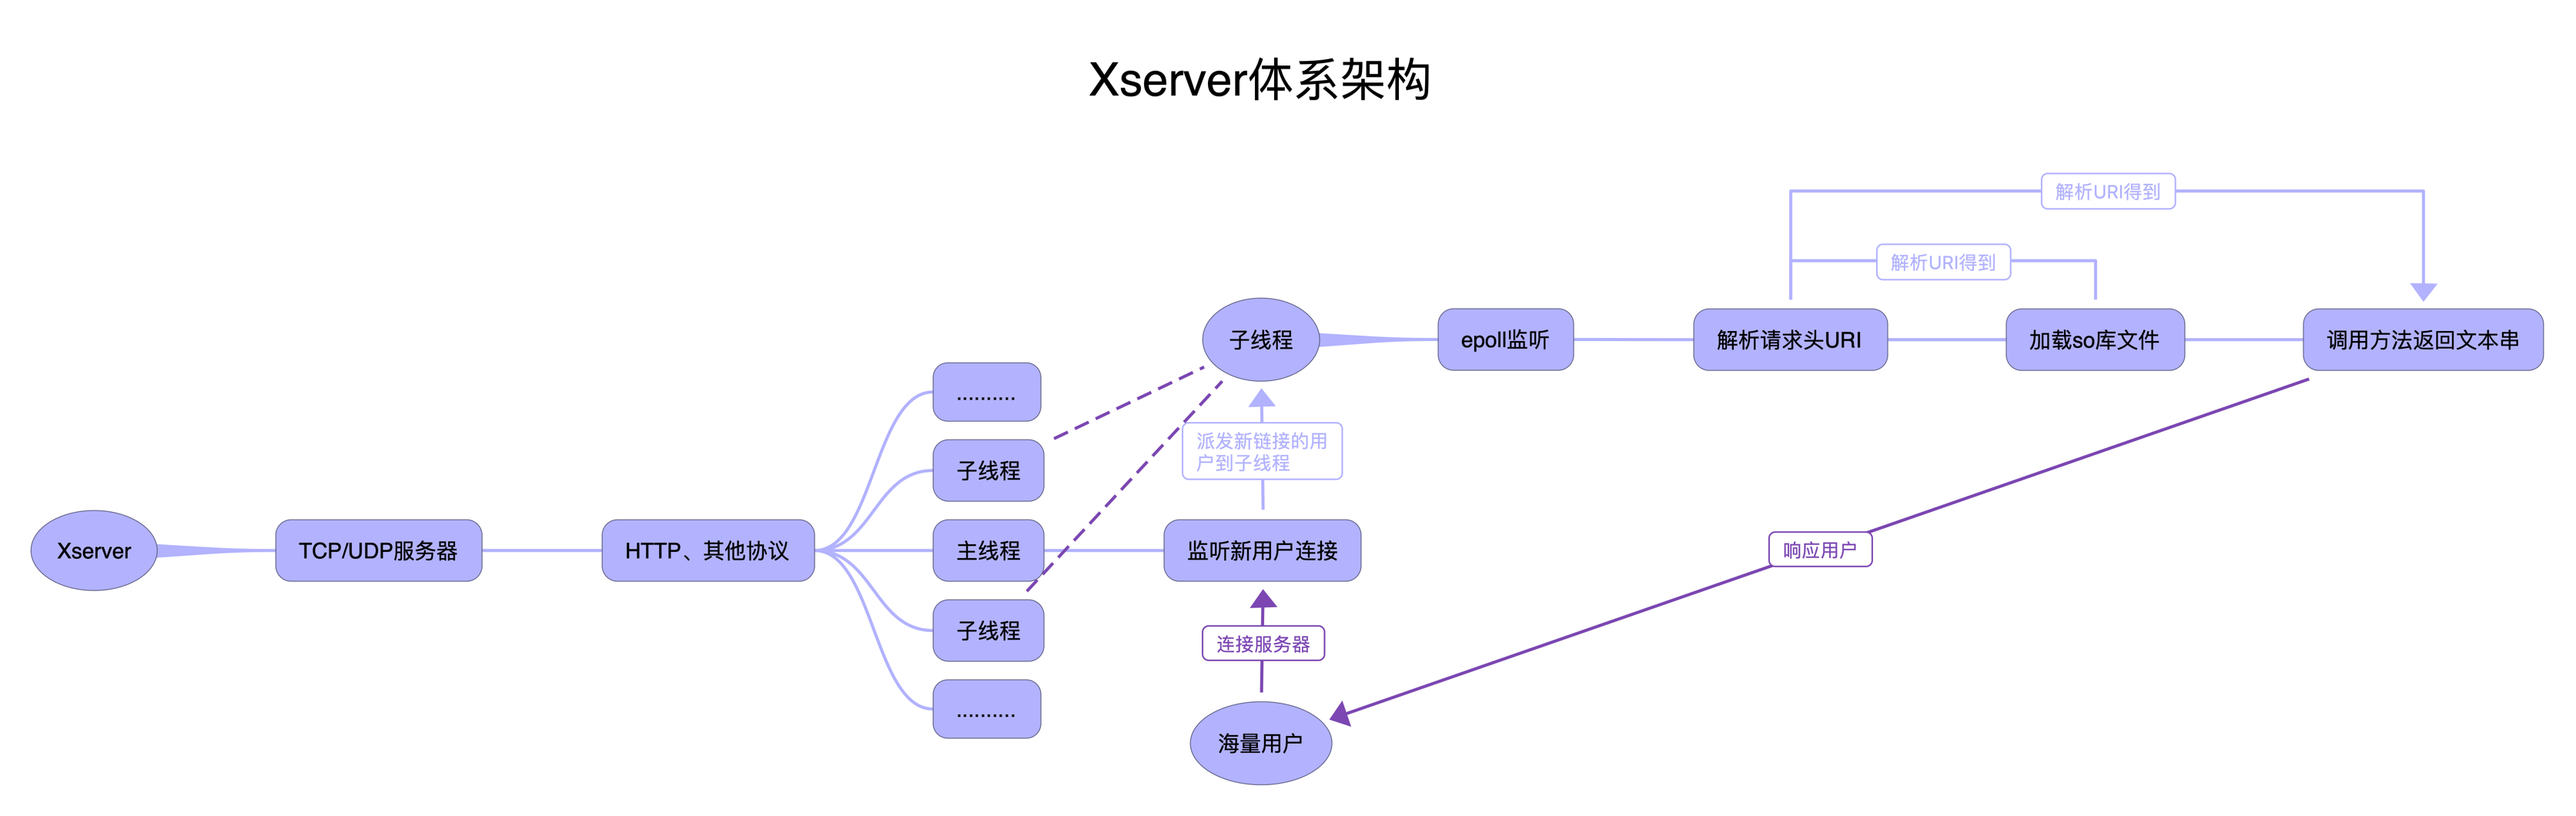 Xserver体系架构
解析URI得到
解析URI得到
子线程
epoll监听
解析请求头URI
加载so库文件
调用方法返回文本串
..........
派发新链接的用
户到子线程
子线程
Xserver
TCP/UDP服务器
HTTP、其他协议
主线程
监听新用户连接
响应用户
子线程
连接服务器
..........
海量用户